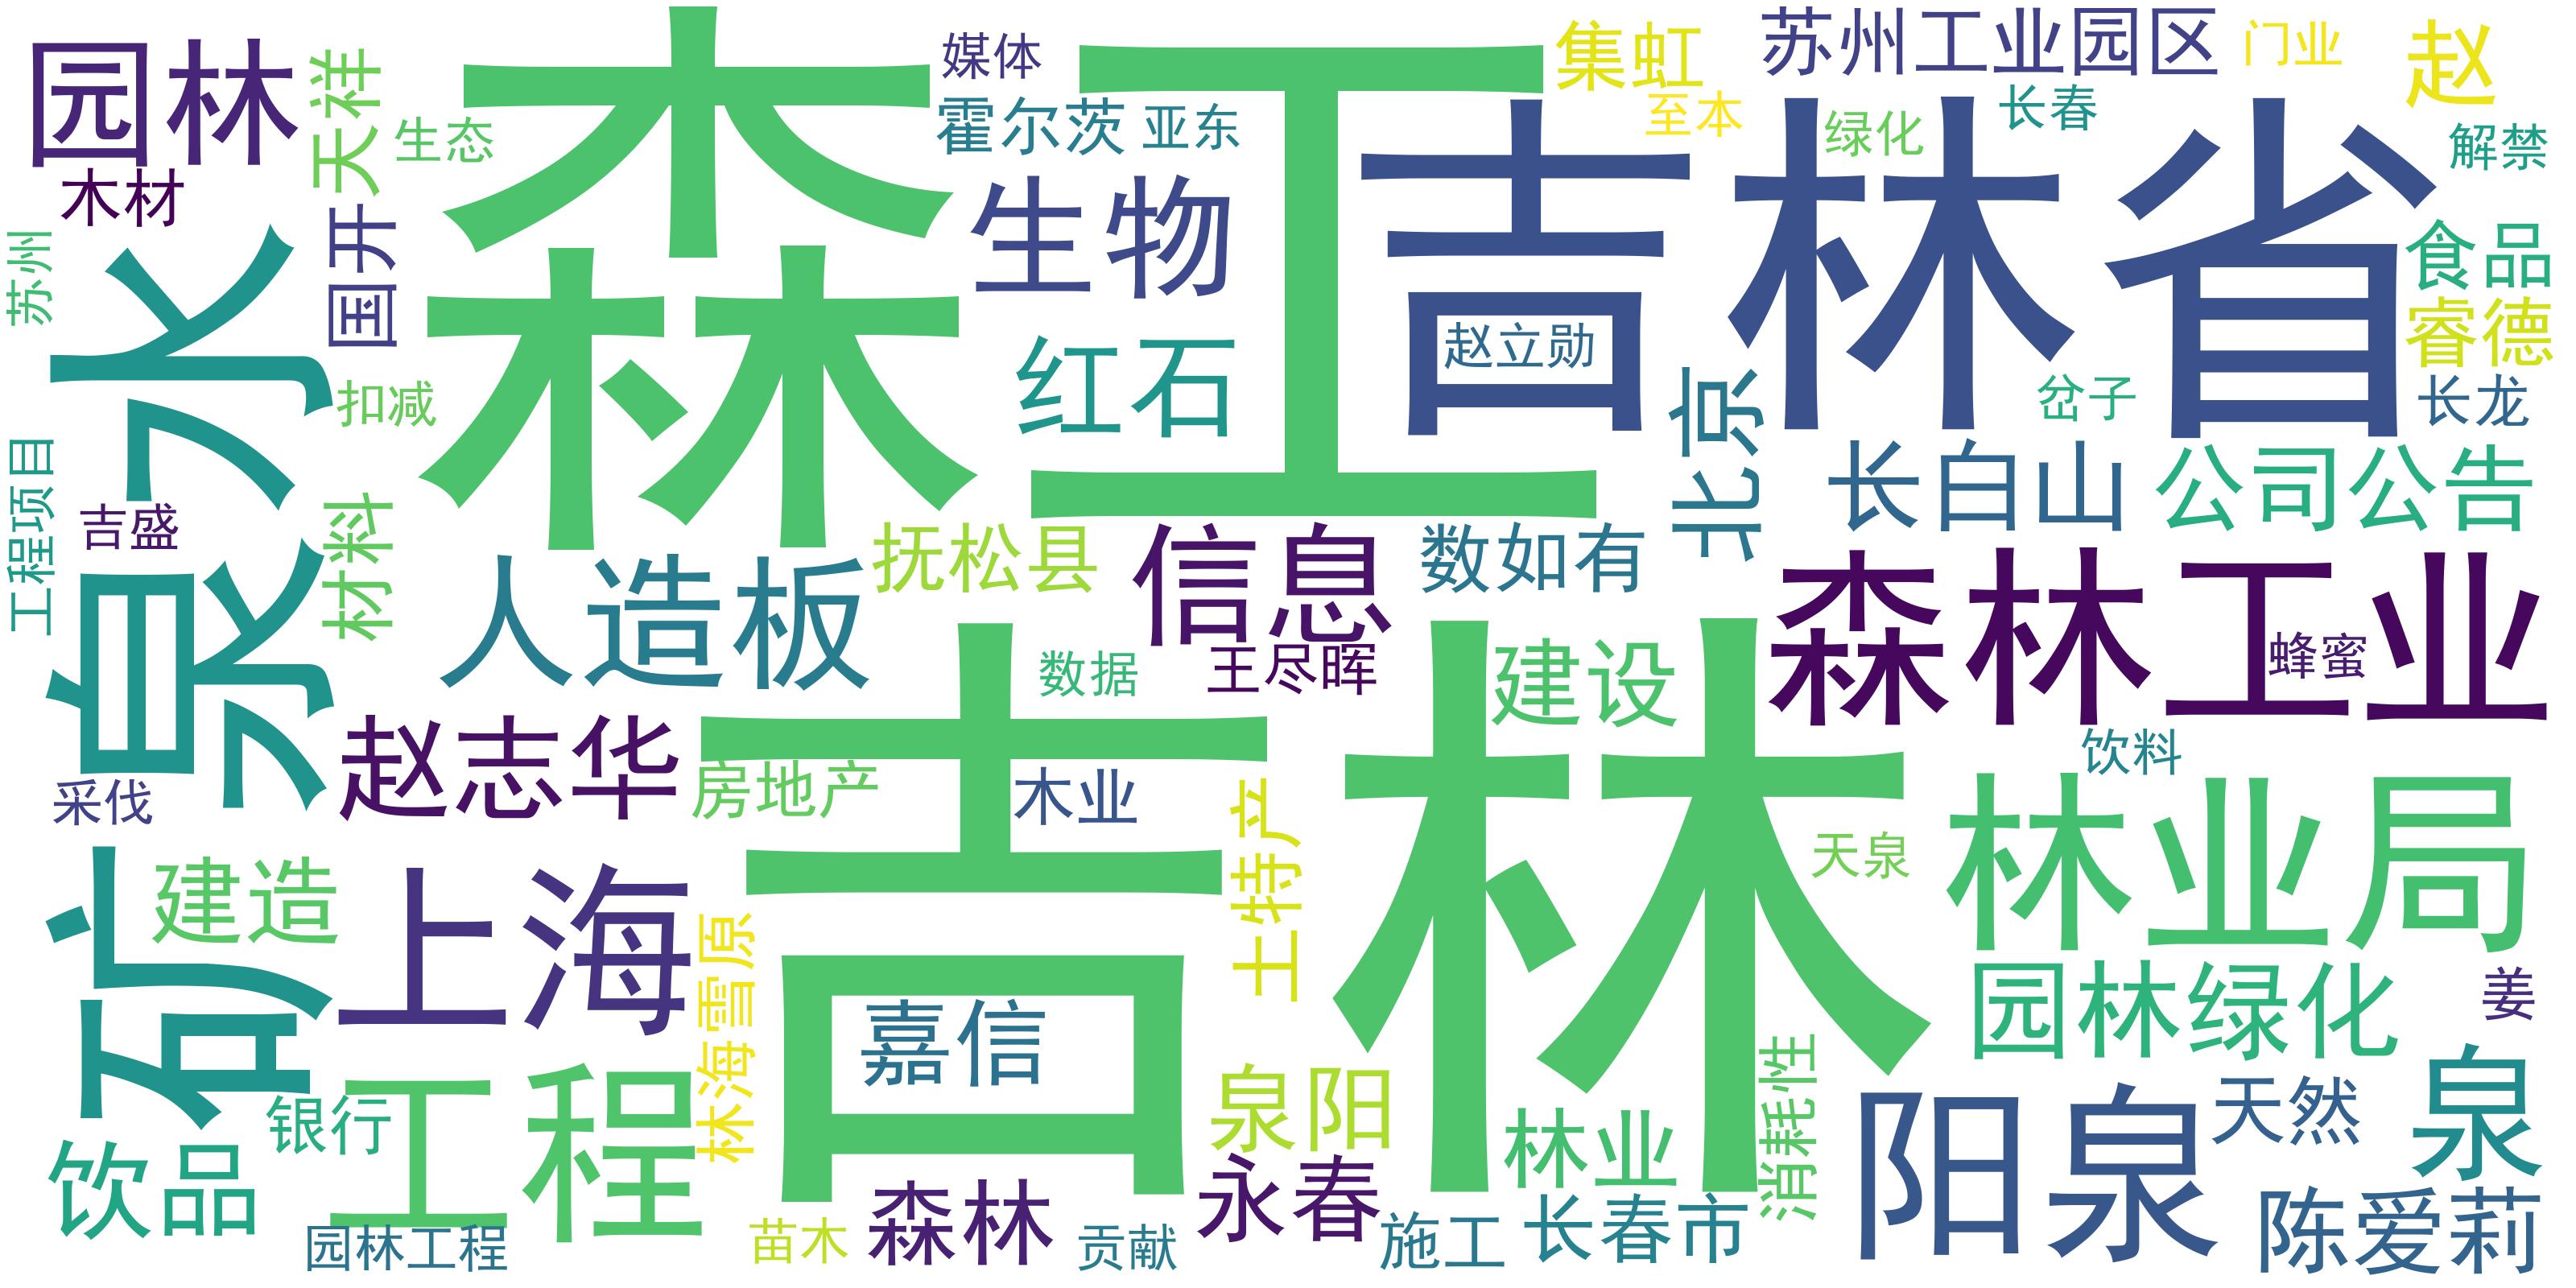 园林
木材
天祥
生态
森工
媒体
霍尔茨
亚东
集虹
至本
苏州工业园区
门业
赵
绿化
长春
解禁
苏州
国开
生物
吉林省
食品
睿德
赵立勋
矿泉水
扣减
红石
北京
岔子
长龙
工程项目
吉盛
材料
长白山
公司公告
人造板
抚松县
信息
数如有
森林工业
蜂蜜
数据
王尽晖
建设
吉林
赵志华
房地产
木业
土特产
饮料
采伐
天泉
林业局
建造
上海
林海雪原
嘉信
园林绿化
姜
银行
工程
泉阳
林业
消耗性
阳泉
天然
泉
饮品
园林工程
苗木
森林
贡献
永春
施工
长春市
陈爱莉